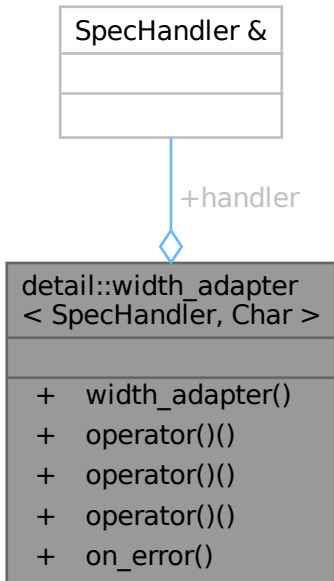 SpecHandler &
+handler
detail::width_adapter
< SpecHandler, Char >
+ width_adapter()
+ operator()()
+ operator()()
+ operator()()
+ on_error()